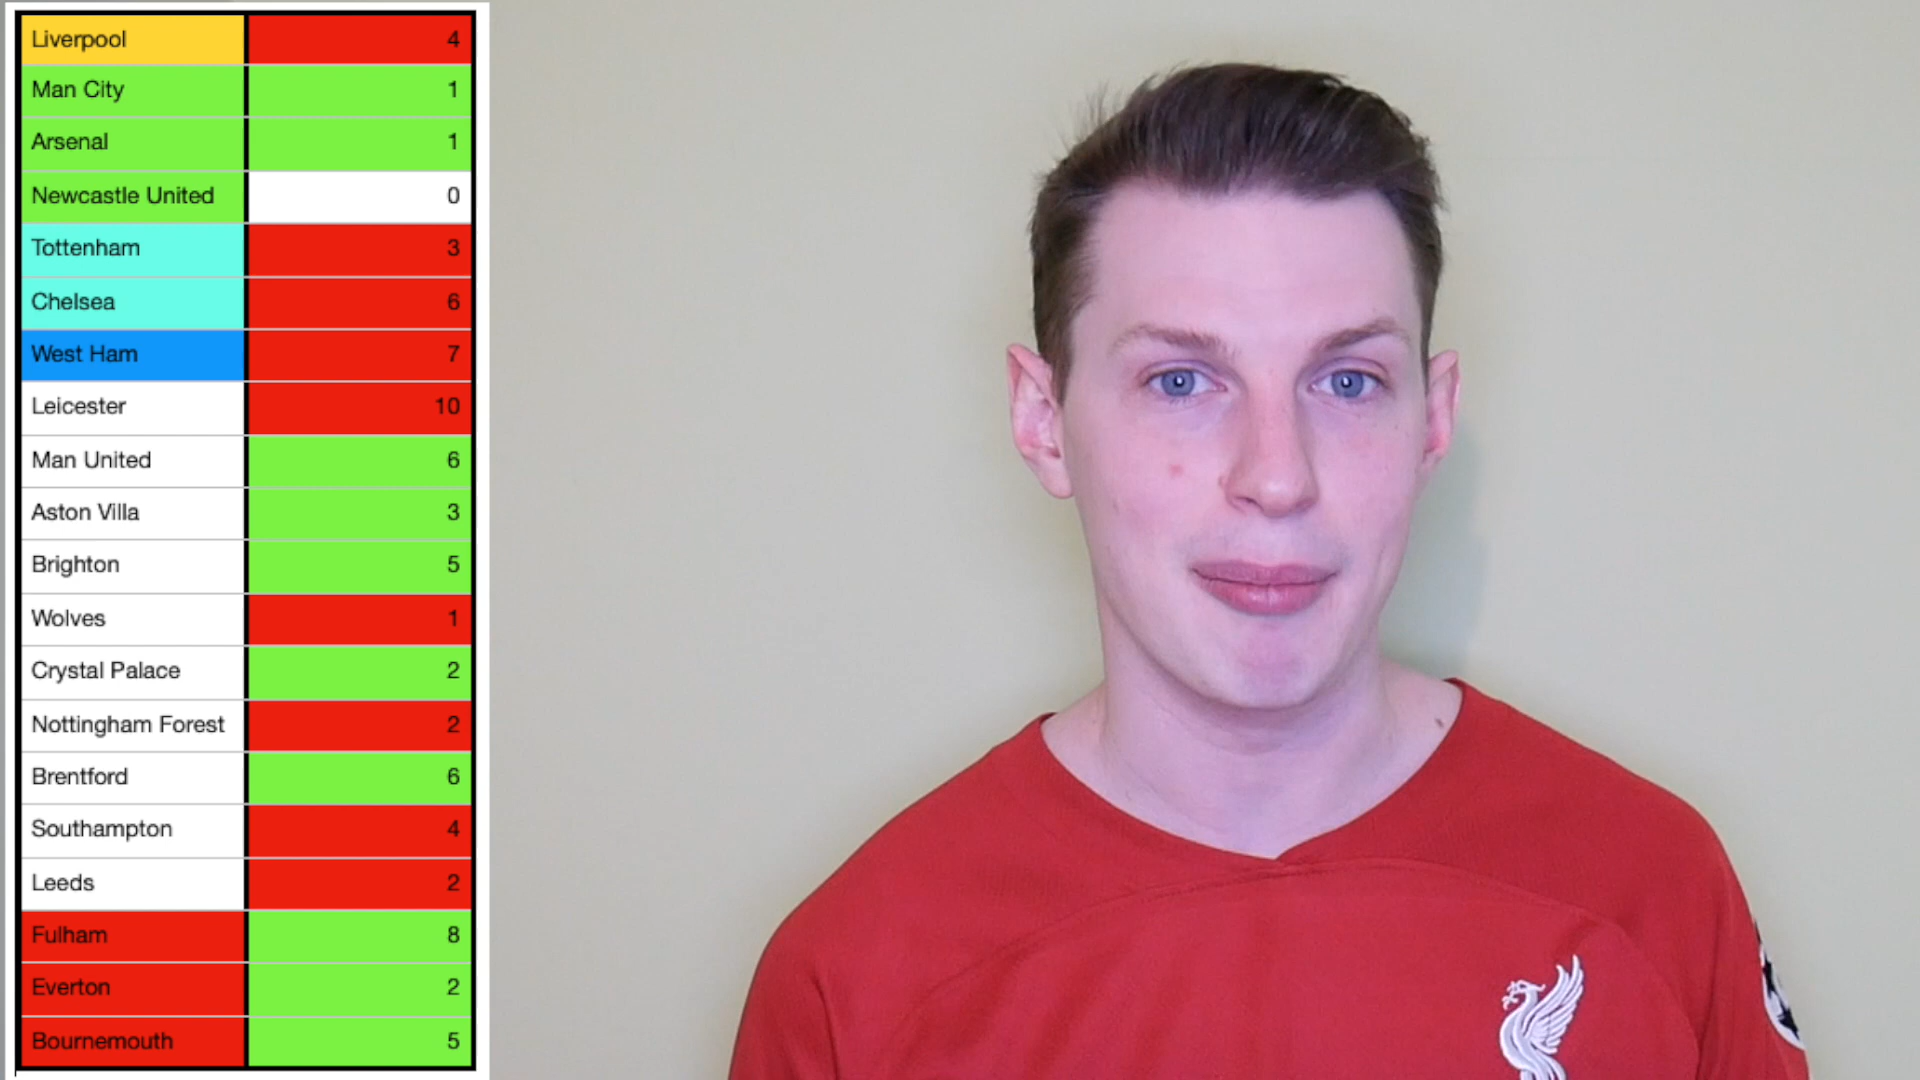 Liverpool 4
Man City 1
Arsenal 1
Newcastle United 0
Tottenham 3
Chelsea 6
West Ham 7
Leicester 10
Man United 6
Aston Villa 3
Brighton 5
Wolves 1
Crystal Palace 2
Nottingham Forest 2
Brentford 6
Southampton 4
Leeds 2
Fulham 8
Everton 2
Bournemouth 5